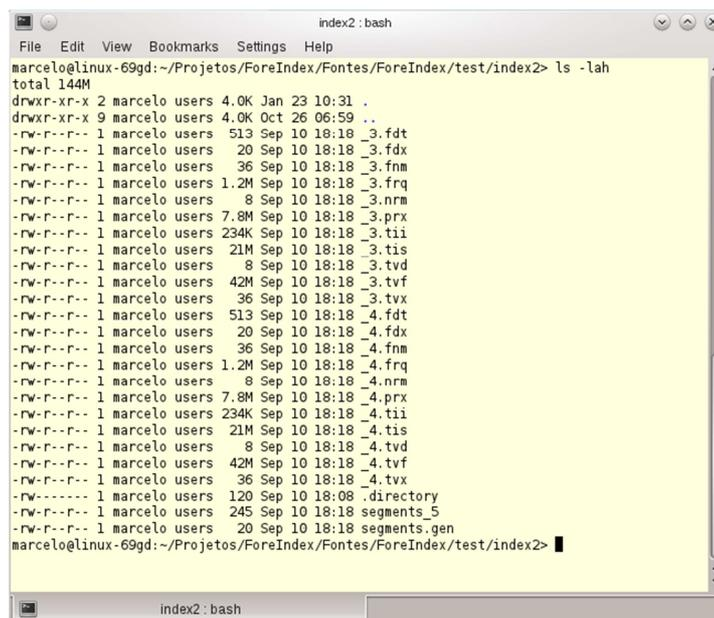 index2 : bash
File Edit View Bookmarks Settings Help
marcelo@linux-69gd:~/Projetos/ForeIndex/Fontes/ForeIndex/test/index2> ls -lah
total 144M
drwxr-xr-x 2 marcelo users 4.0K Jan 23 10:31 .
drwxr-xr-x 9 marcelo users 4.0K Oct 26 06:59 ..
-rw-r--r-- 1 marcelo users 513 Sep 10 18:18 _3.fdt
-rw-r--r-- 1 marcelo users 20 Sep 10 18:18 _3.fdx
-rw-r--r-- 1 marcelo users 36 Sep 10 18:18 _3.fnm
-rw-r--r-- 1 marcelo users 1.2M Sep 10 18:18 _3.frq
-rw-r--r-- 1 marcelo users 8 Sep 10 18:18 _3.nrm
-rw-r--r-- 1 marcelo users 7.8M Sep 10 18:18 _3.prx
-rw-r--r-- 1 marcelo users 234K Sep 10 18:18 _3.tii
-rw-r--r-- 1 marcelo users 21M Sep 10 18:18 _3.tis
-rw-r--r-- 1 marcelo users 8 Sep 10 18:18 _3.tvd
-rw-r--r-- 1 marcelo users 42M Sep 10 18:18 _3.tvf
-rw-r--r-- 1 marcelo users 36 Sep 10 18:18 _3.tvx
-rw-r--r-- 1 marcelo users 513 Sep 10 18:18 _4.fdt
-rw-r--r-- 1 marcelo users 20 Sep 10 18:18 _4.fdx
-rw-r--r-- 1 marcelo users 36 Sep 10 18:18 _4.fnm
-rw-r--r-- 1 marcelo users 1.2M Sep 10 18:18 _4.frq
-rw-r--r-- 1 marcelo users 8 Sep 10 18:18 _4.nrm
-rw-r--r-- 1 marcelo users 7.8M Sep 10 18:18 _4.prx
-rw-r--r-- 1 marcelo users 234K Sep 10 18:18 _4.tii
-rw-r--r-- 1 marcelo users 21M Sep 10 18:18 _4.tis
-rw-r--r-- 1 marcelo users 8 Sep 10 18:18 _4.tvd
-rw-r--r-- 1 marcelo users 42M Sep 10 18:18 _4.tvf
-rw-r--r-- 1 marcelo users 36 Sep 10 18:18 _4.tvx
-rw------- 1 marcelo users 120 Sep 10 18:08 .directory
-rw-r--r-- 1 marcelo users 245 Sep 10 18:18 segments_5
-rw-r--r-- 1 marcelo users 20 Sep 10 18:18 segments.gen
marcelo@linux-69gd:~/Projetos/ForeIndex/Fontes/ForeIndex/test/index2>
index2 : bash